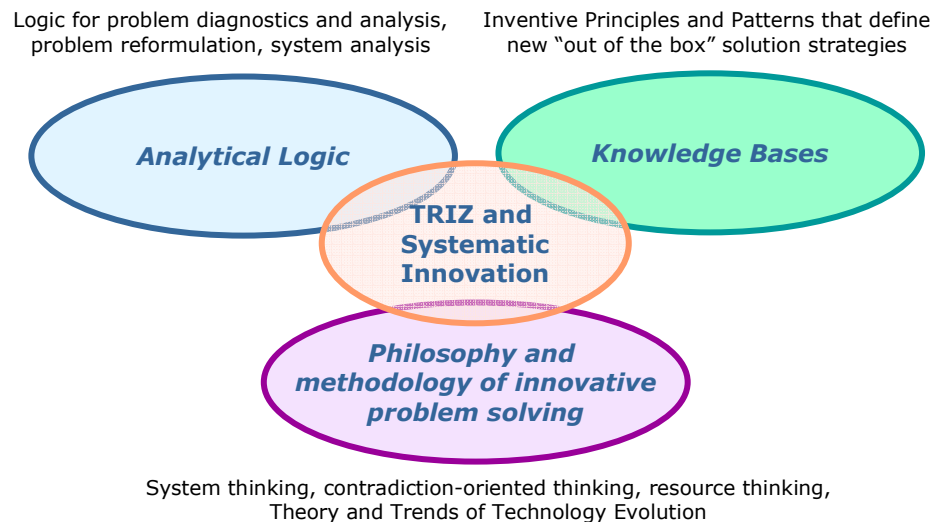 Logic for problem diagnostics and analysis,
problem reformulation, system analysis
Inventive Principles and Patterns that define
new “out of the box” solution strategies
Analytical Logic
Knowledge Bases
TRIZ and
Systematic
Innovation
Philosophy and
methodology of innovative
problem solving
System thinking, contradiction-oriented thinking, resource thinking,
Theory and Trends of Technology Evolution